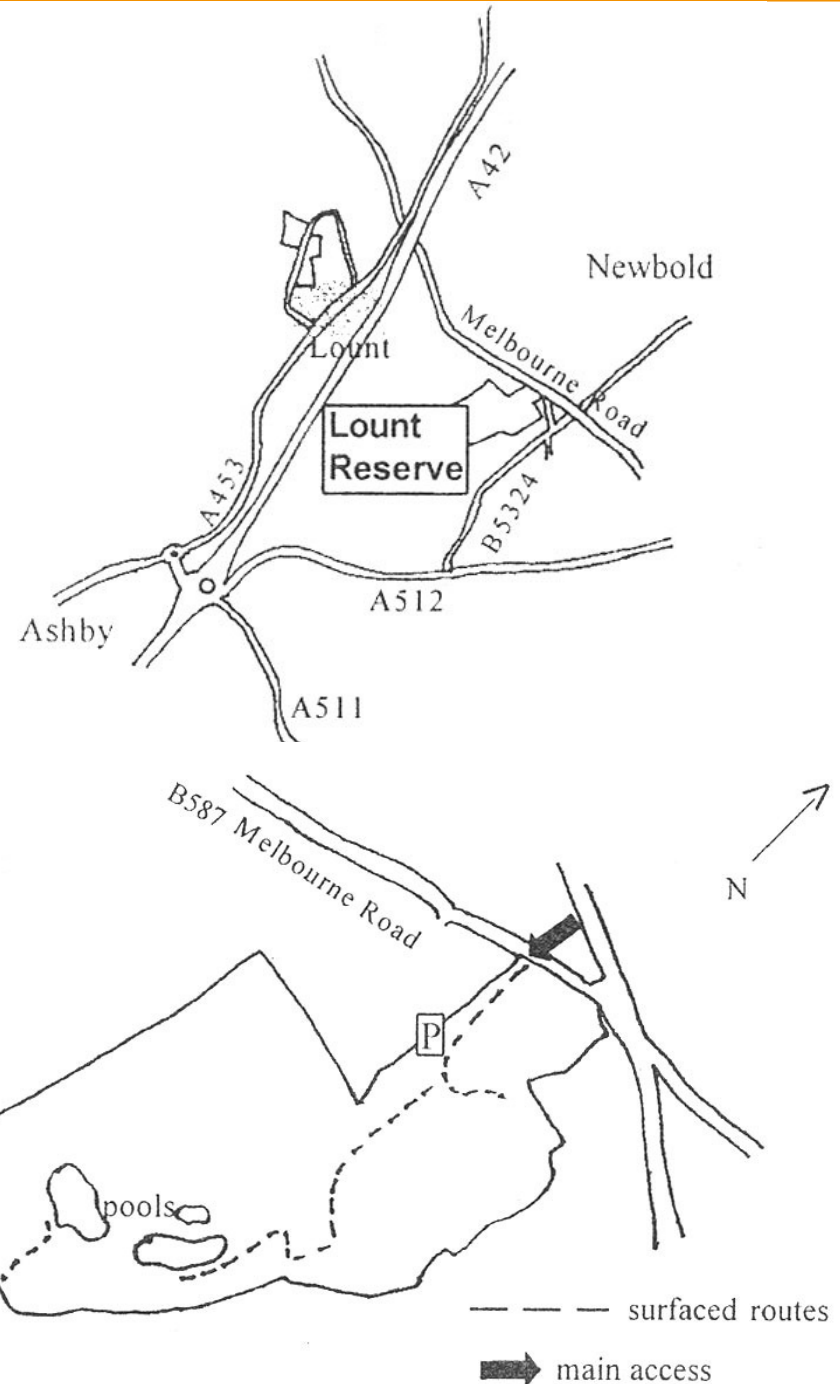 A42
Newbold
Melbourne Road
Lount
Lount
Reserve
A453
B5324
A512
Ashby
A511
B587 Melbourne Road
N
P
pools
surfaced routes
main access